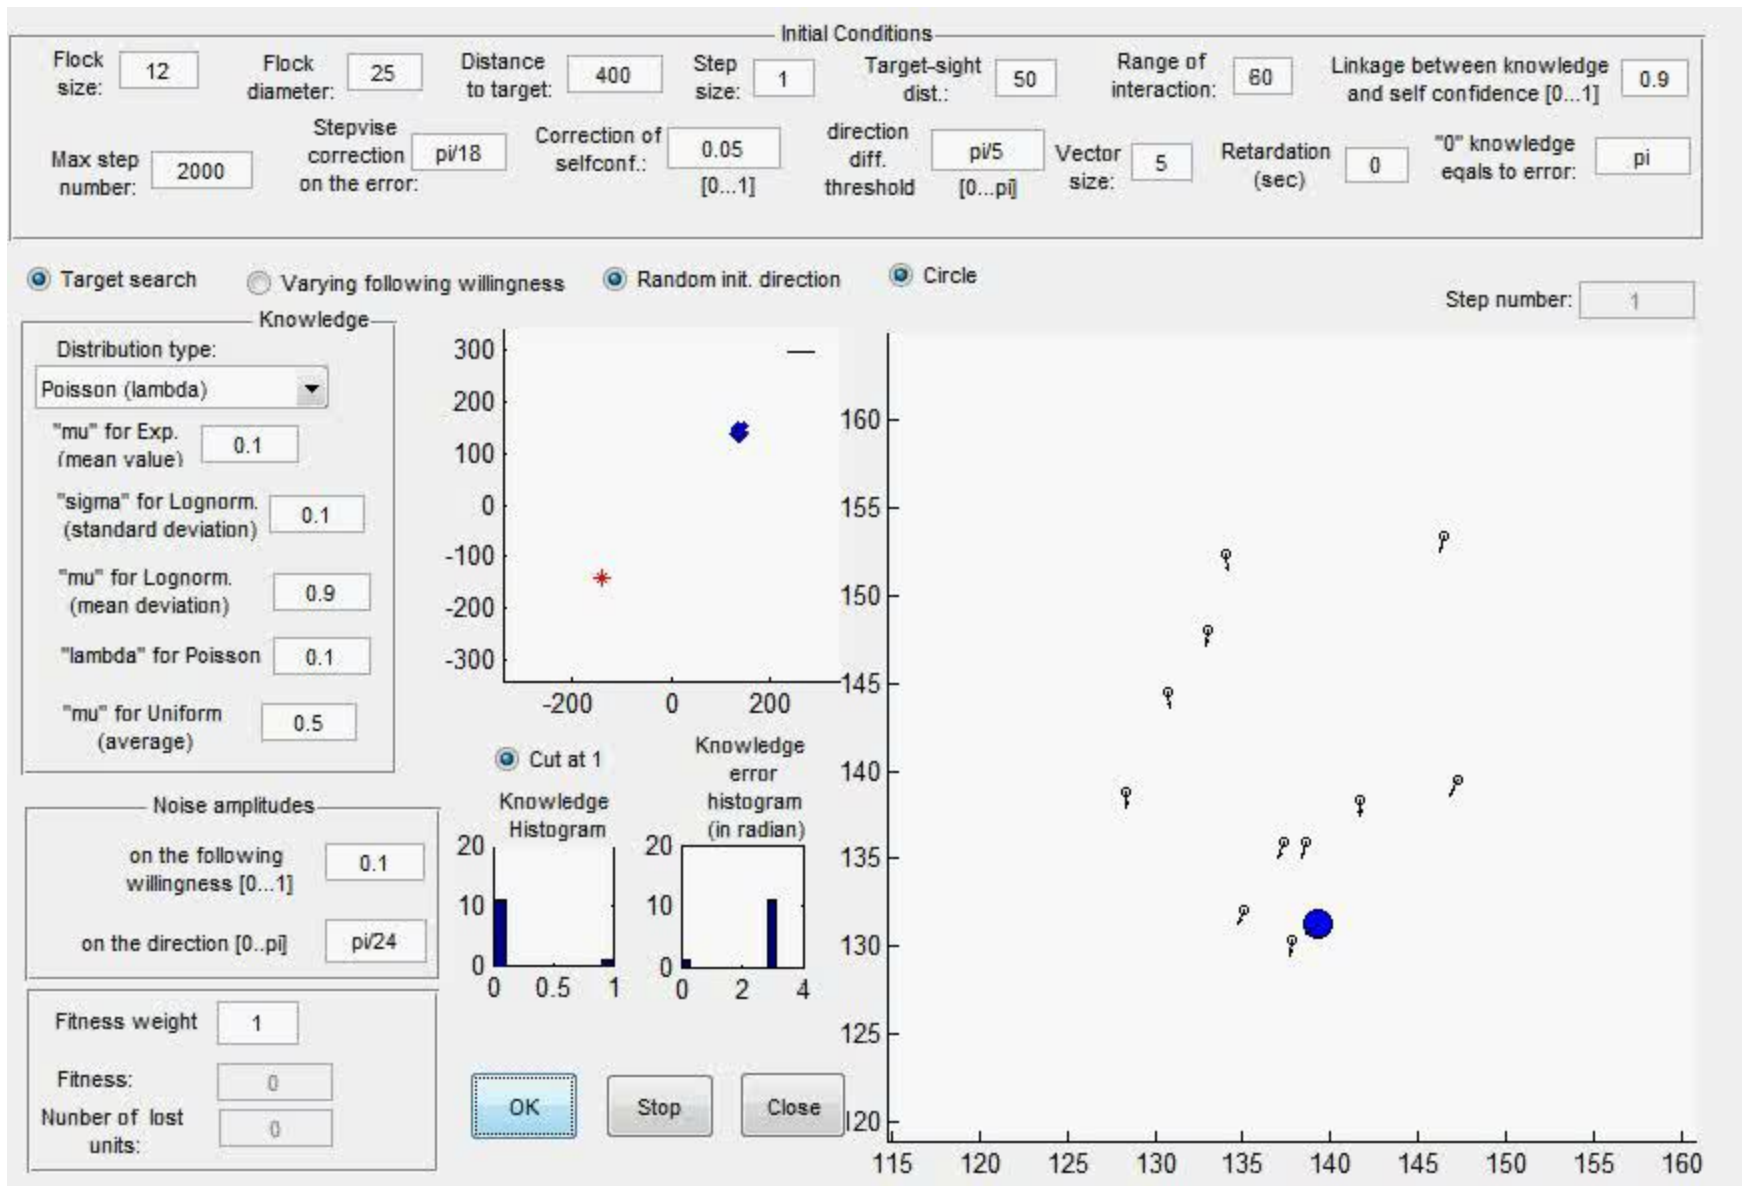 Initial Conditions
Flock size: 12
Flock diameter: 25
Distance to target: 400
Step size: 1
Target-sight dist.: 50
Range of interaction: 60
Linkage between knowledge and self confidence [0...1] 0.9
Max step number: 2000
Stepvise correction on the error: pi/18
Correction of selfconf.: 0.05 [0...1]
direction diff. threshold pi/5 [0...pi]
Vector size: 5
Retardation (sec) 0
"0" knowledge eqals to error: pi
Target search
Varying following willingness
Random init. direction
Circle
Step number: 1
Knowledge
Distribution type:
Poisson (lambda)
"mu" for Exp. (mean value) 0.1
"sigma" for Lognorm. (standard deviation) 0.1
"mu" for Lognorm. (mean deviation) 0.9
"lambda" for Poisson 0.1
"mu" for Uniform (average) 0.5
Noise amplitudes
on the following willingness [0...1] 0.1
on the direction [0..pi] pi/24
Fitness weight 1
Fitness: 0
Nunber of lost units: 0
300
200
100
0
-100
-200
-300
-200 0 200
Cut at 1
Knowledge Histogram
20
10
0
0 0.5 1
Knowledge error histogram (in radian)
20
10
0
0 2 4
OK
Stop
Close
160
155
150
145
140
135
130
125
120
115 120 125 130 135 140 145 150 155 160